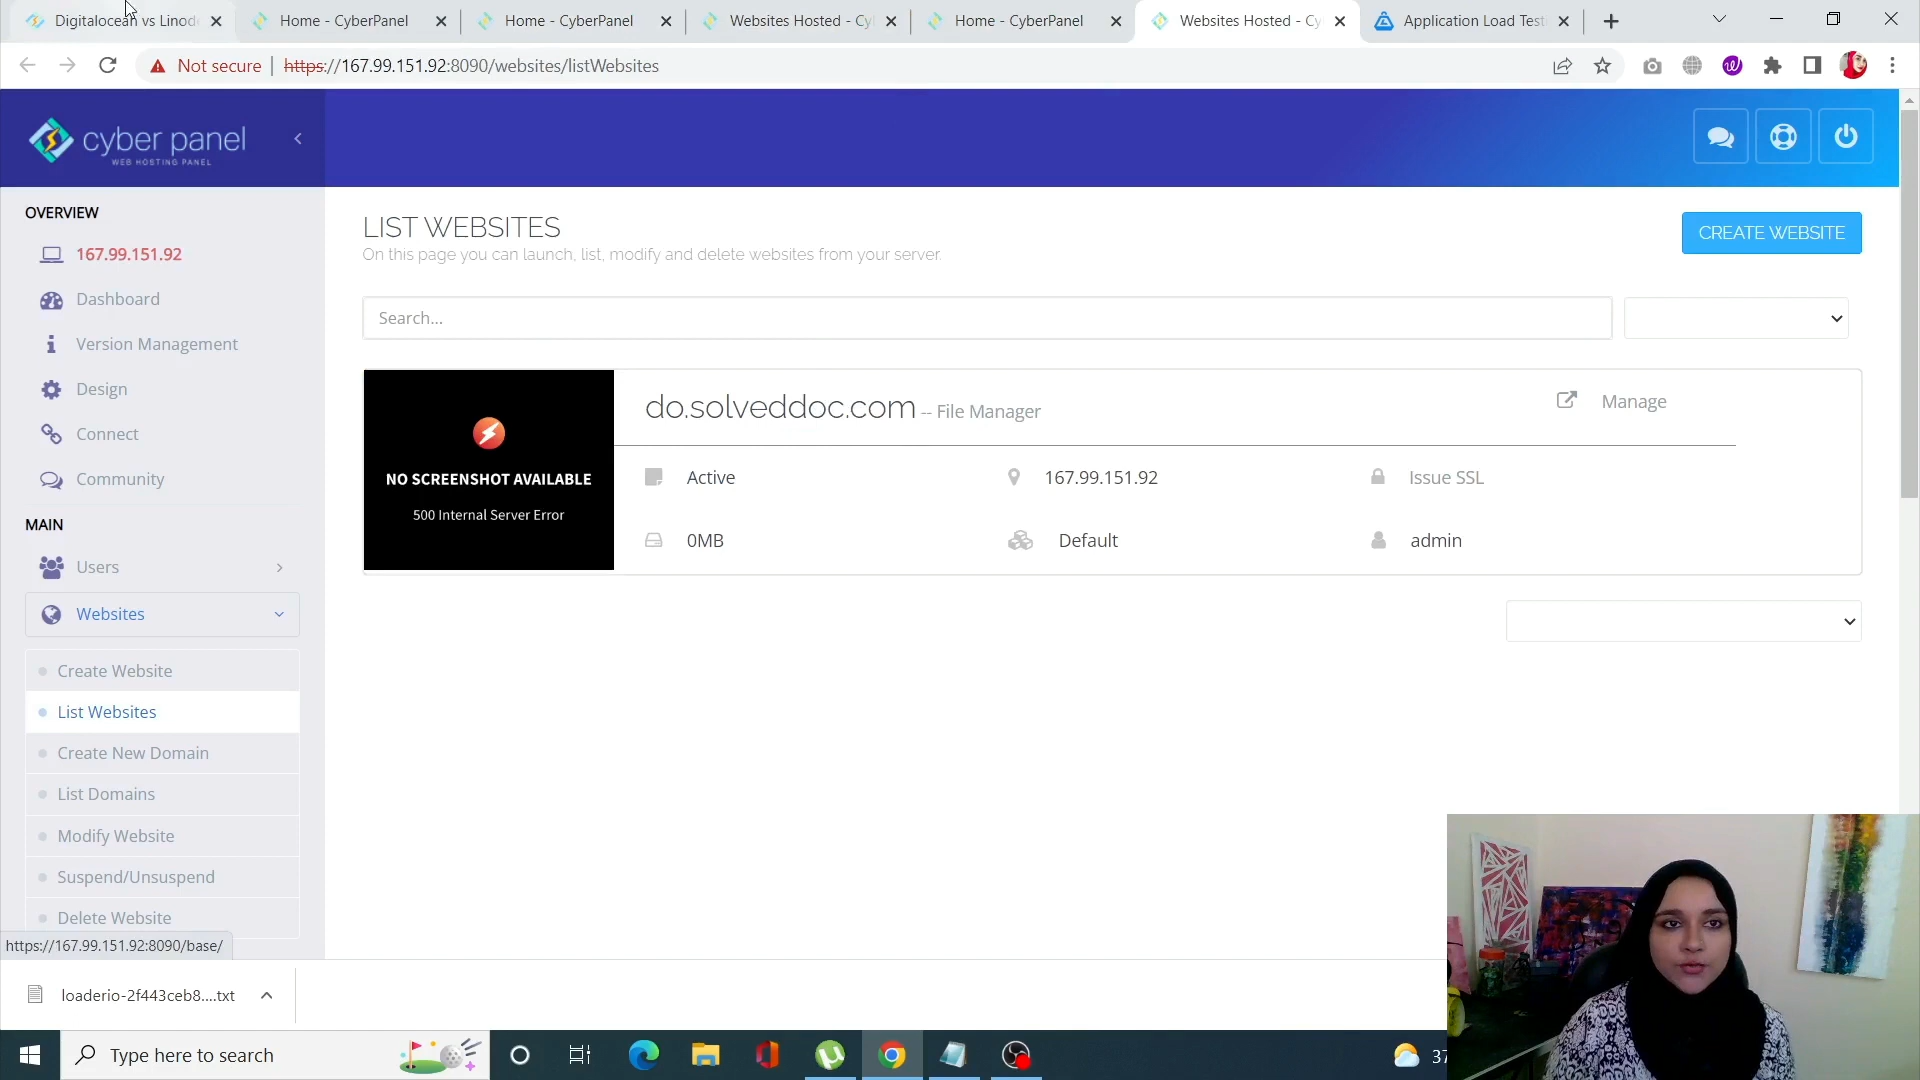 Digitalocean vs Linod
Home - CyberPanel
Home - CyberPanel
Websites Hosted - Cy
Home - CyberPanel
Websites Hosted - Cy
Application Load Test
Not secure | https://167.99.151.92:8090/websites/listWebsites
cyber panel
WEB HOSTING PANEL
OVERVIEW
167.99.151.92
Dashboard
Version Management
Design
Connect
Community
MAIN
Users
Websites
Create Website
List Websites
Create New Domain
List Domains
Modify Website
Suspend/Unsuspend
Delete Website
https://167.99.151.92:8090/base/
LIST WEBSITES
On this page you can launch, list, modify and delete websites from your server.
CREATE WEBSITE
Search...
NO SCREENSHOT AVAILABLE
500 Internal Server Error
do.solveddoc.com -- File Manager
Manage
Active
167.99.151.92
Issue SSL
0MB
Default
admin
loaderio-2f443ceb8....txt
Type here to search
37